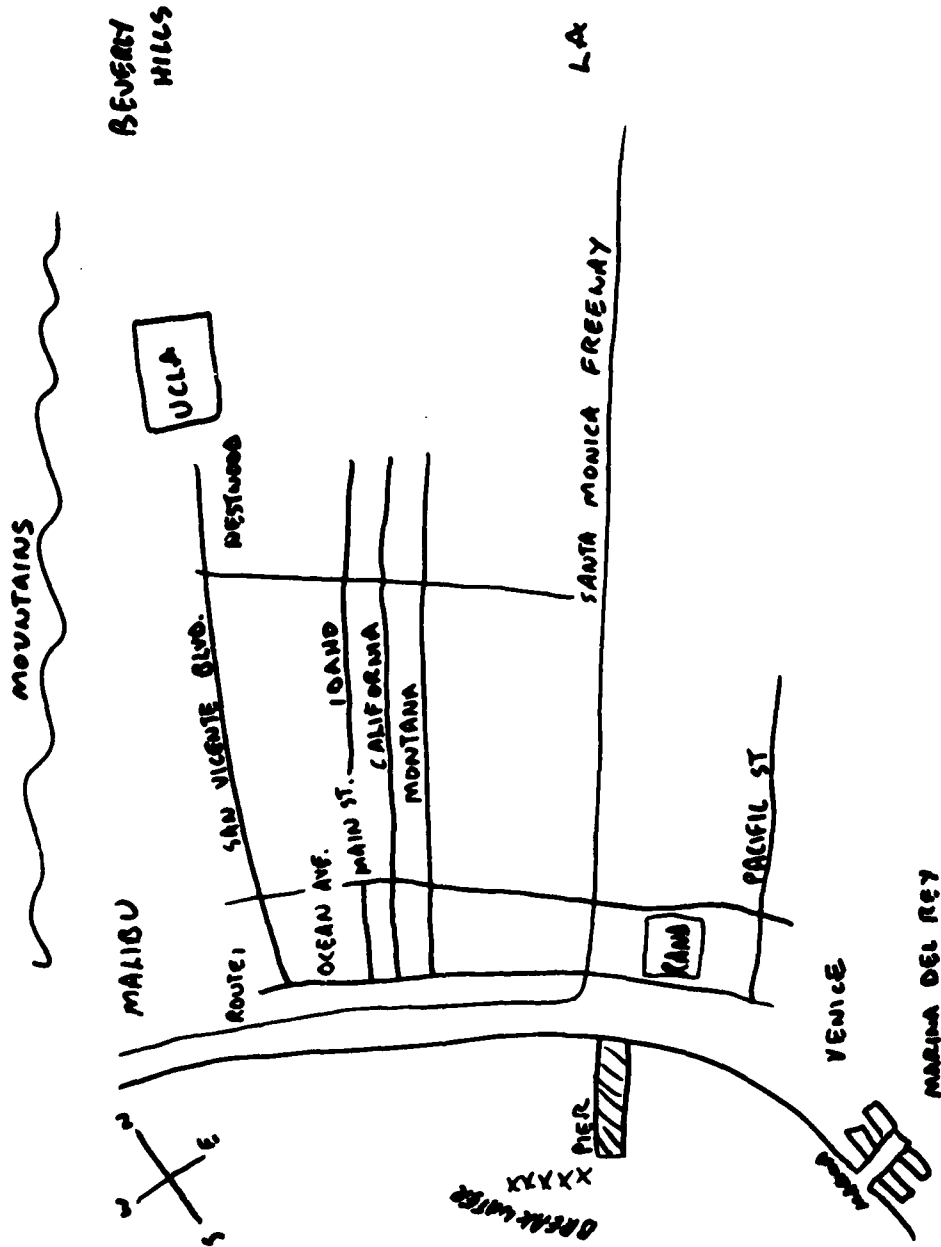 MOUNTAINS
BEVERLY
HILLS
MALIBU
UCLA
SAN VICENTE BLVD.
WESTWOOD
ROUTE 1
OCEAN AVE.
MAIN ST.
IDAHO
CALIFORNIA
MONTANA
SANTA MONICA FREEWAY
LA
N
W
E
S
PIER
XXXXX
BREAKWATER
RAND
PACIFIC ST
VENICE
MARINA DEL REY